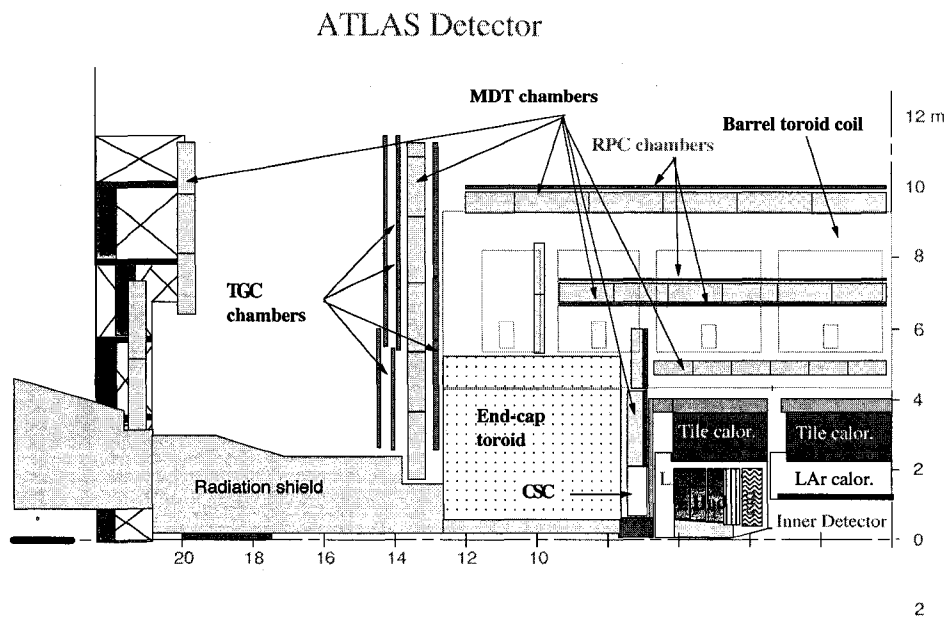 ATLAS Detector
MDT chambers
12 m
Barrel toroid coil
RPC chambers
10
8
TGC
chambers
6
4
End-cap
toroid
Tile calor.
Tile calor.
2
Radiation shield
CSC
LAr calor.
Inner Detector
0
20
18
16
14
12
10
2